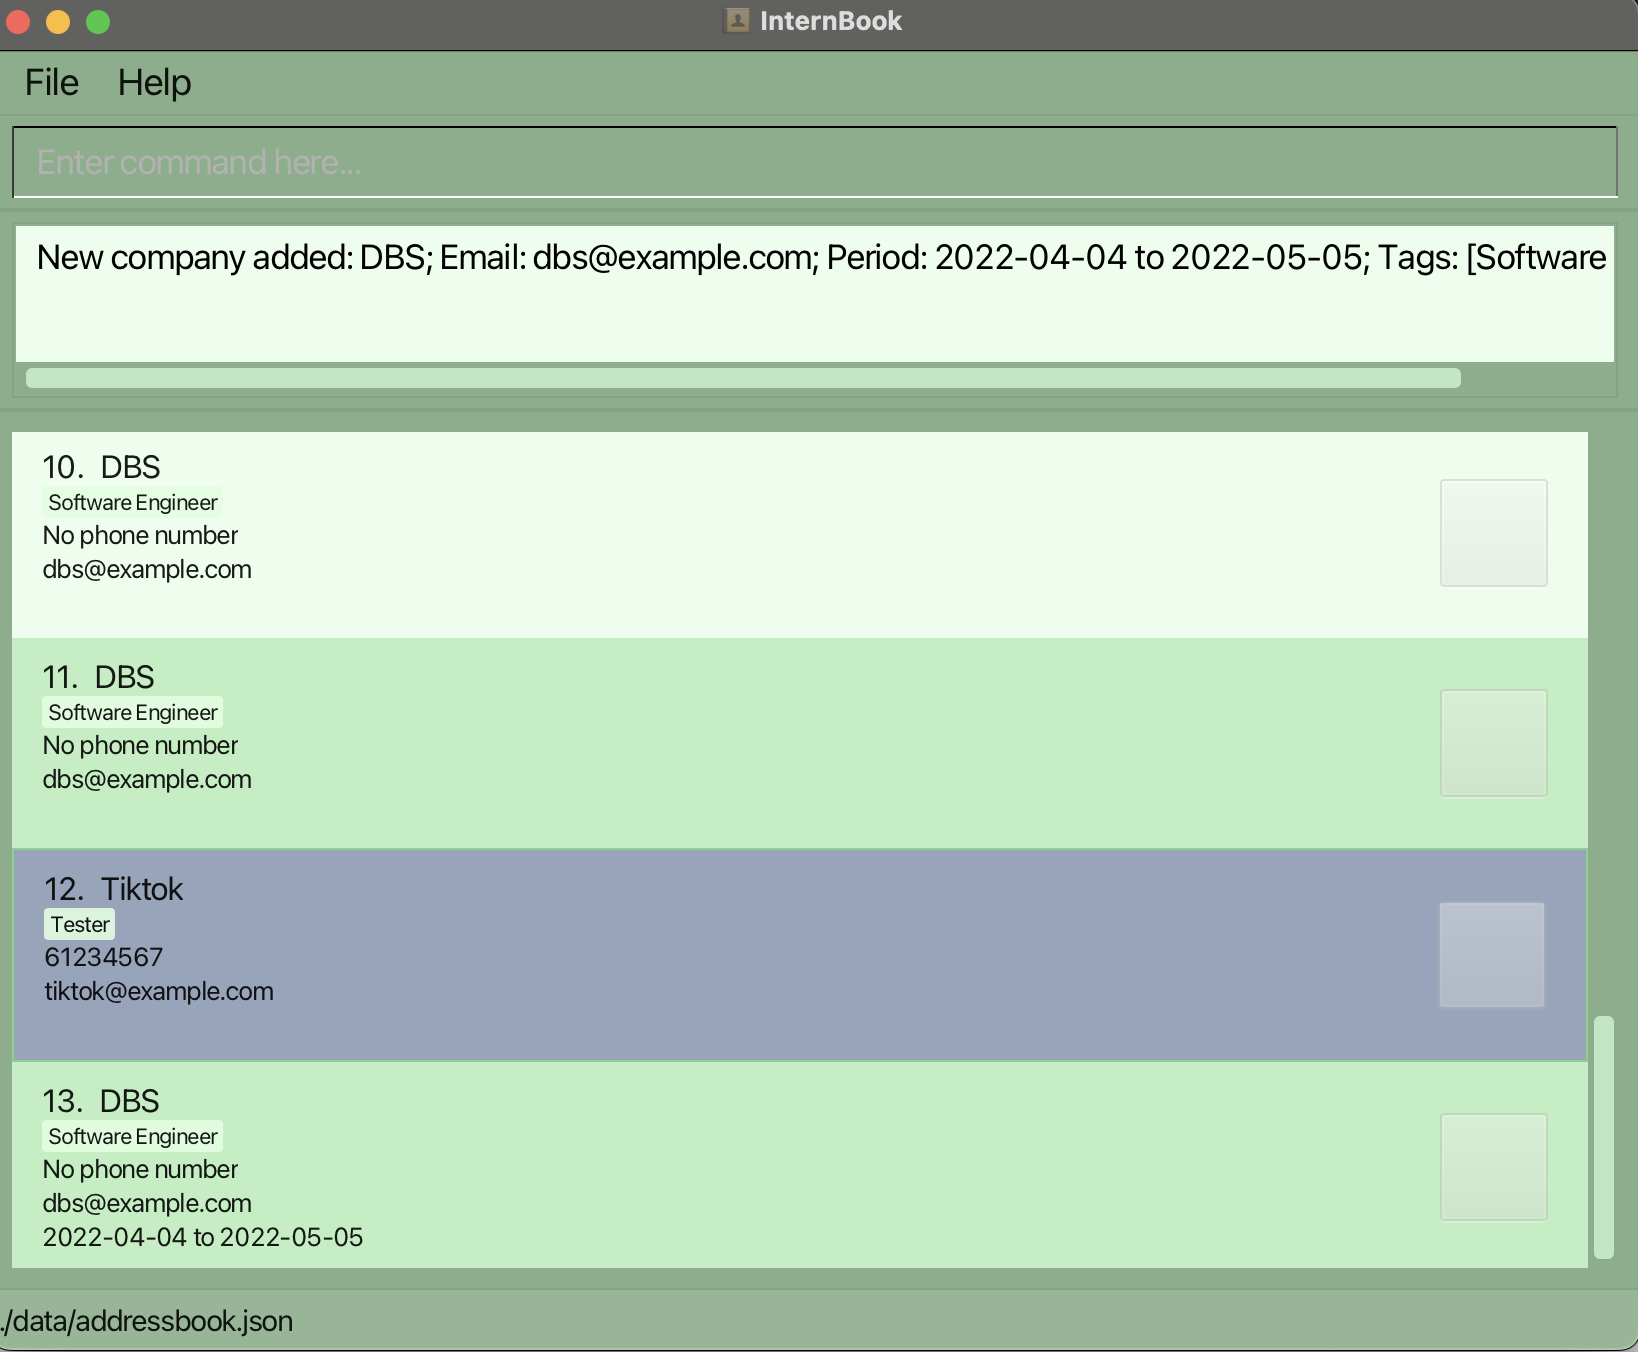 InternBook
File Help
Enter command here...
New company added: DBS; Email: dbs@example.com; Period: 2022-04-04 to 2022-05-05; Tags: [Software
10. DBS
Software Engineer
No phone number
dbs@example.com
11. DBS
Software Engineer
No phone number
dbs@example.com
12. Tiktok
Tester
61234567
tiktok@example.com
13. DBS
Software Engineer
No phone number
dbs@example.com
2022-04-04 to 2022-05-05
./data/addressbook.json